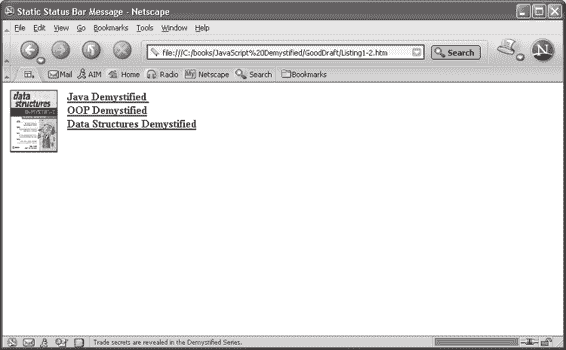 Static Status Bar Message - Netscape
File Edit View Go Bookmarks Tools Window Help
file:///C:/books/JavaScript%20Demystified/GoodDraft/Listing1-2.htm Search
N
Mail AIM Home Radio My Netscape Search Bookmarks
data
structures
DEMYSTIFIED
Java Demystified
OOP Demystified
Data Structures Demystified
Trade secrets are revealed in the Demystified Series.